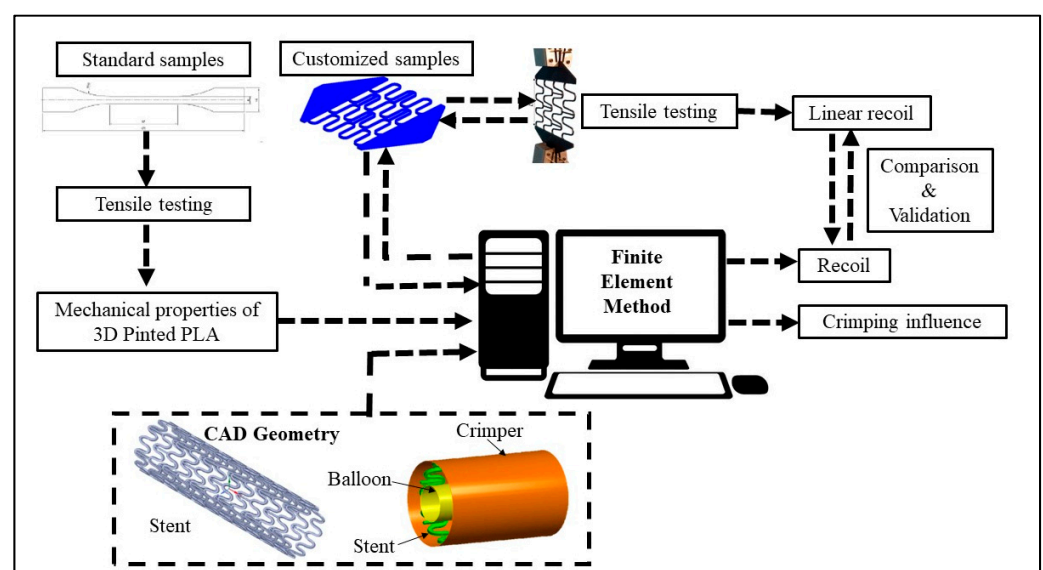 Standard samples
Customized samples
Tensile testing
Linear recoil
Comparison
&
Validation
Tensile testing
Finite
Element
Method
Recoil
Mechanical properties of
3D Pinted PLA
Crimping influence
CAD Geometry
Crimper
Balloon
Stent
Stent